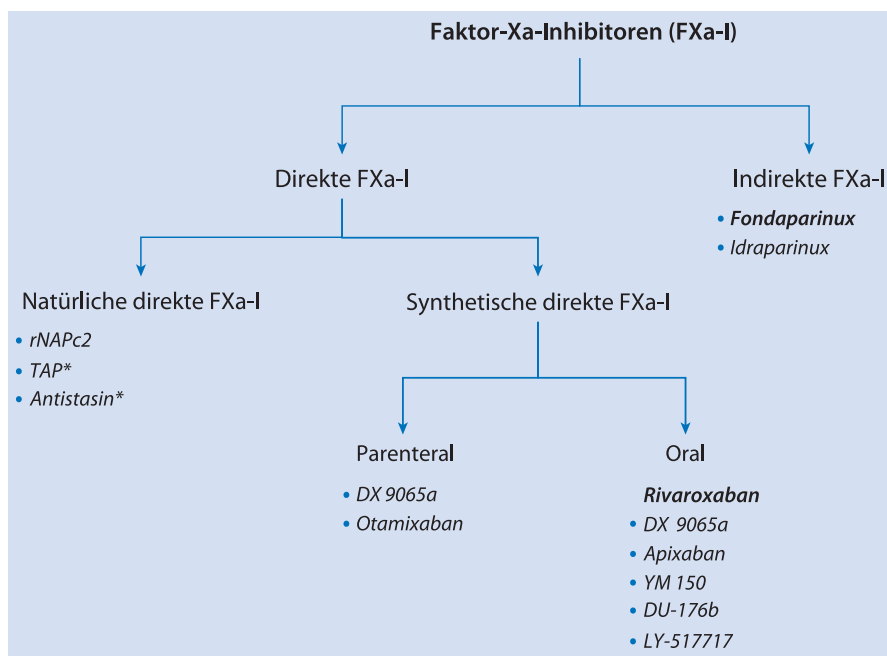 Faktor-Xa-Inhibitoren (FXa-I)
Direkte FXa-I
Indirekte FXa-I
• Fondaparinux
• Idraparinux
Natürliche direkte FXa-I
• rNAPc2
• TAP*
• Antistasin*
Synthetische direkte FXa-I
Parenteral
• DX 9065a
• Otamixaban
Oral
Rivaroxaban
• DX 9065a
• Apixaban
• YM 150
• DU-176b
• LY-517717